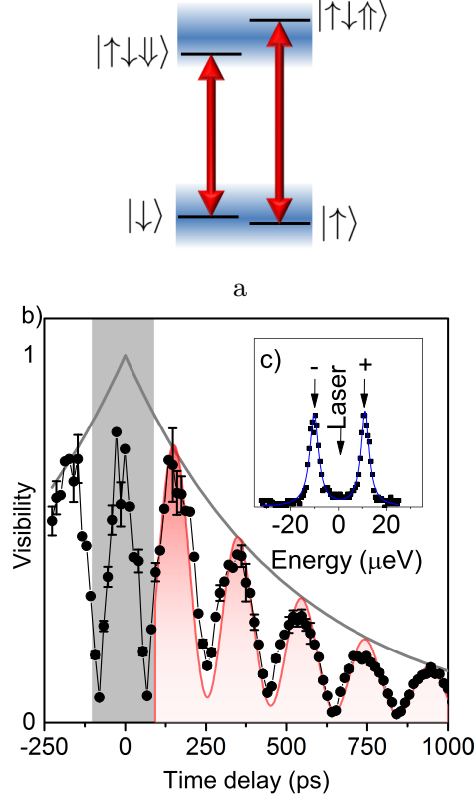 |↑↓⇑⟩
|↑↓⇓⟩
|↓⟩
|↑⟩
a
b)
1
c)
-
Laser
+
-20 0 20
Energy (μeV)
Visibility
0
-250 0 250 500 750 1000
Time delay (ps)